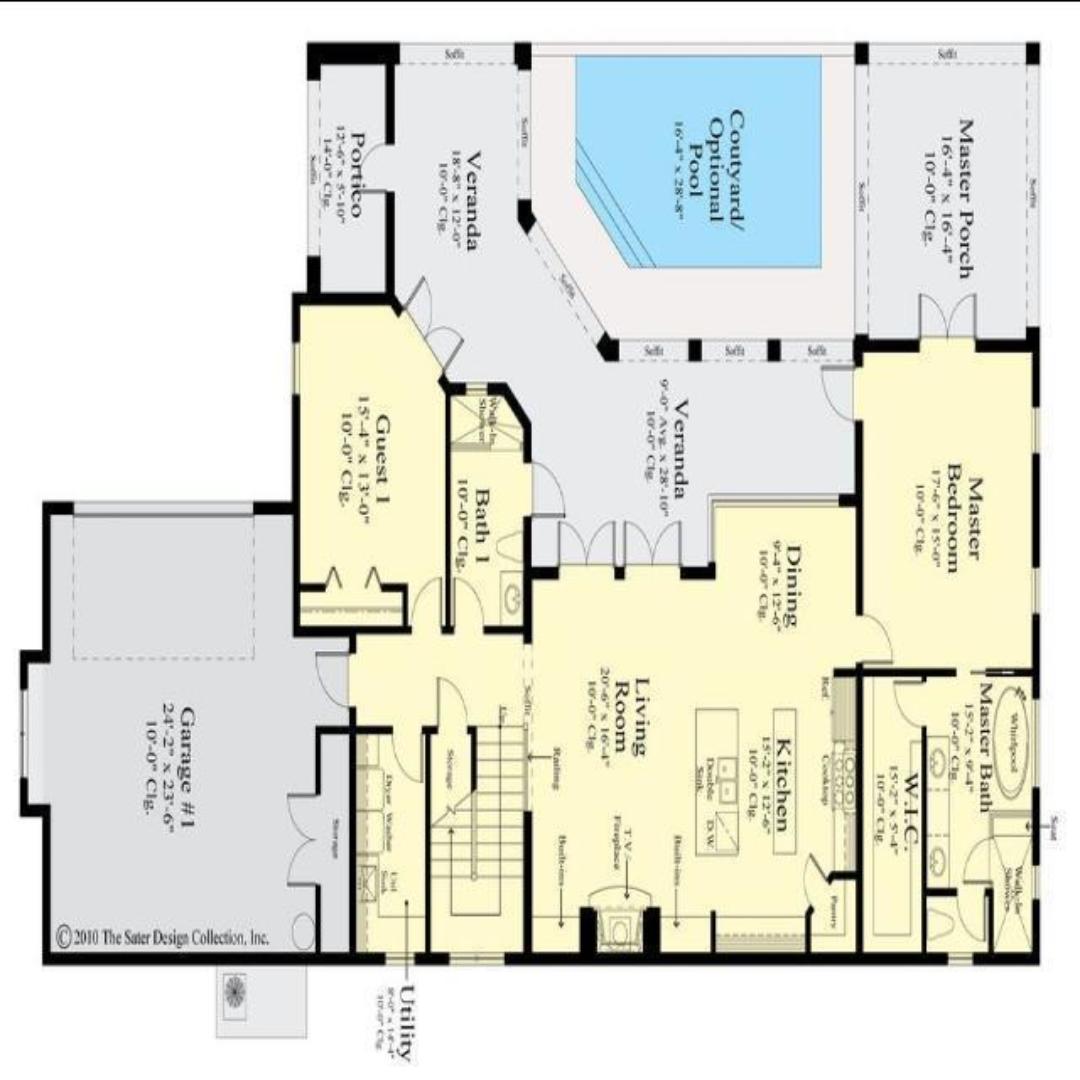 Soffit
Soffit
Portico
12'-6" x 5'-10"
14'-0" Clg.
Soffit
Veranda
18'-8" x 12'-0"
10'-0" Clg.
Soffit
Soffit
Coutyard/
Optional
Pool
16'-4" x 28'-8"
Master Porch
16'-4" x 16'-4"
10'-0" Clg.
Soffit
Soffit
Soffit
Soffit
Soffit
Guest 1
15'-4" x 13'-0"
10'-0" Clg.
Walk-In
Shower
Bath 1
10'-0" Clg.
Veranda
9'-0" Avg. x 28'-10"
10'-0" Clg.
Master
Bedroom
17'-6" x 15'-0"
10'-0" Clg.
Dining
9'-4" x 12'-6"
10'-0" Clg.
Garage #1
24'-2" x 23'-6"
10'-0" Clg.
Storage
Dryer
Washer
Util
Sink
Storage
Up
Soffit
Railing
Living
Room
20'-6" x 16'-4"
10'-0" Clg.
Built-ins
T.V./
Fireplace
Built-ins
Double
Sink
D.W.
Kitchen
15'-2" x 12'-6"
10'-0" Clg.
Ref.
Cooktop
Pantry
W.I.C.
15'-2" x 5'-4"
10'-0" Clg.
Master Bath
15'-2" x 9'-4"
10'-0" Clg.
Whirlpool
Seat
Walk-In
Shower
Utility
8'-0" x 14'-4"
10'-0" Clg.
© 2010 The Sater Design Collection, Inc.